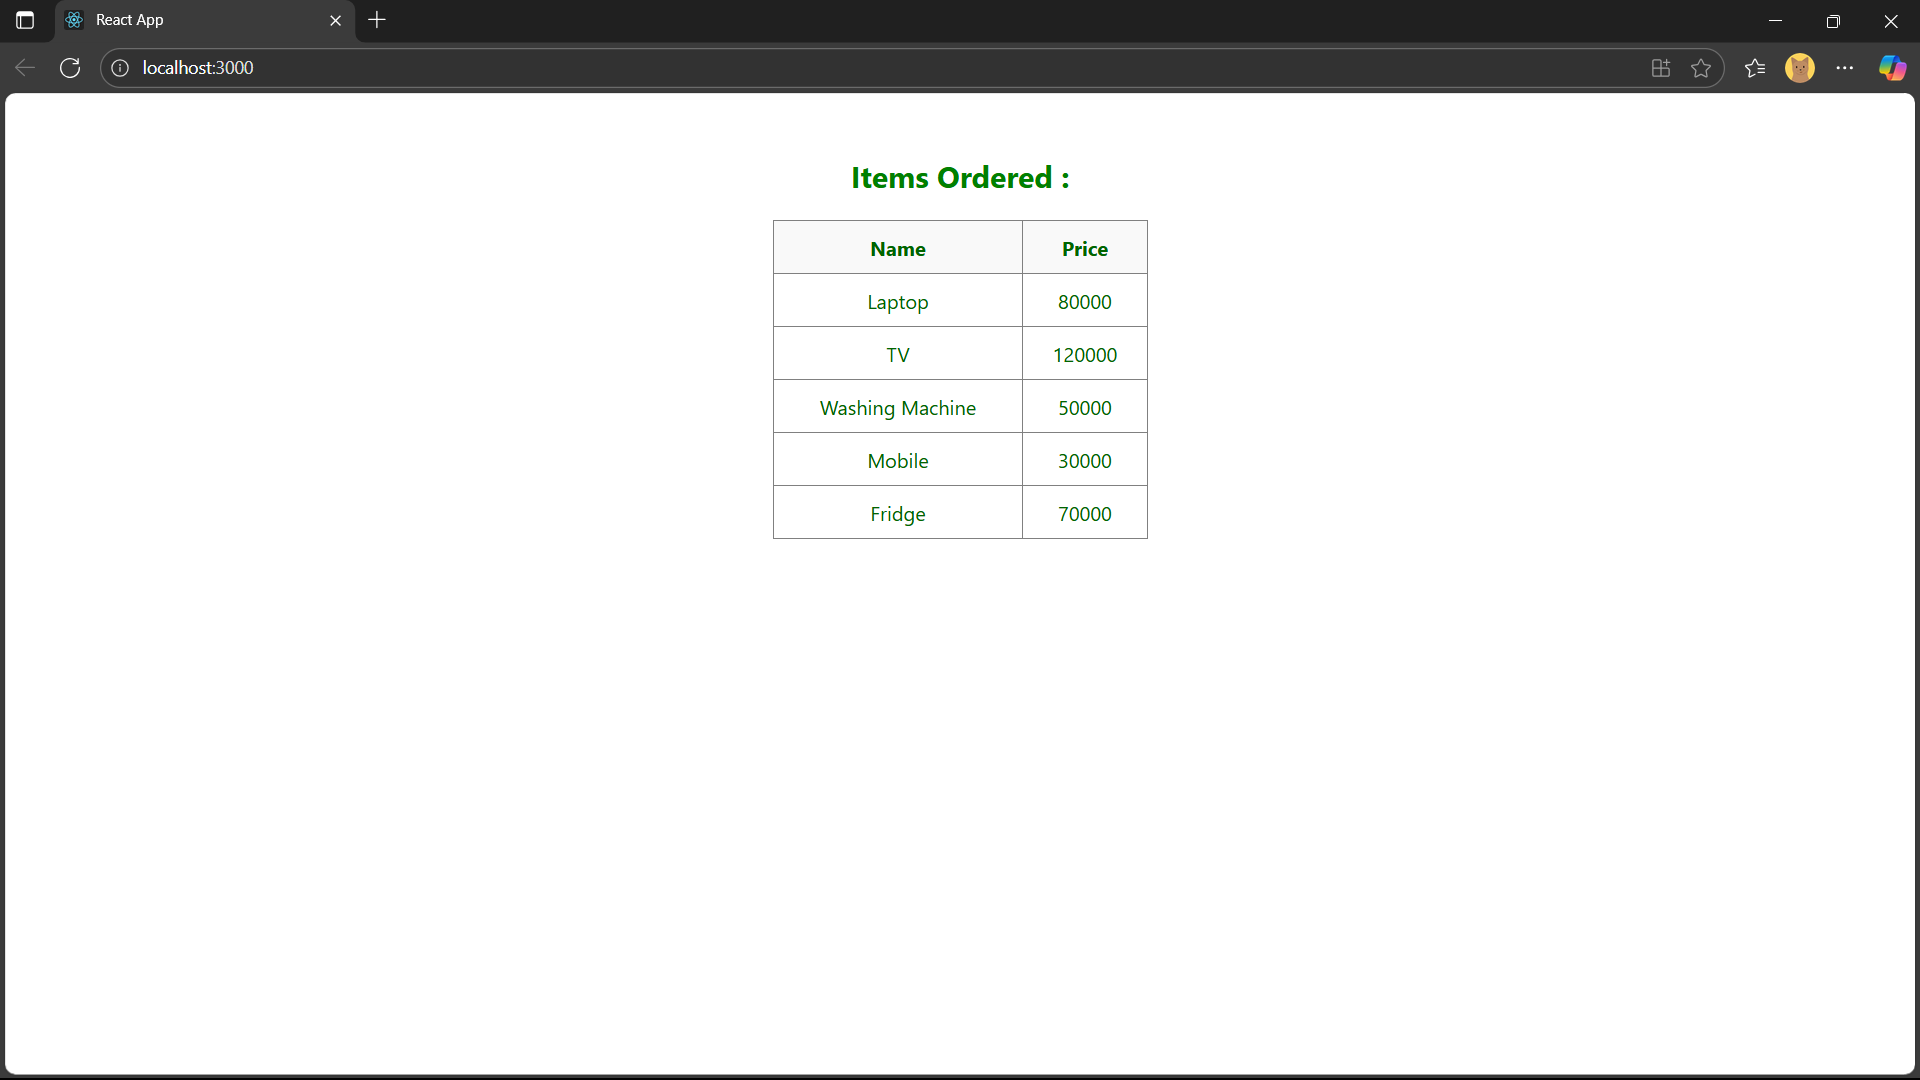 React App
localhost:3000
Items Ordered :
Name Price
Laptop 80000
TV 120000
Washing Machine 50000
Mobile 30000
Fridge 70000